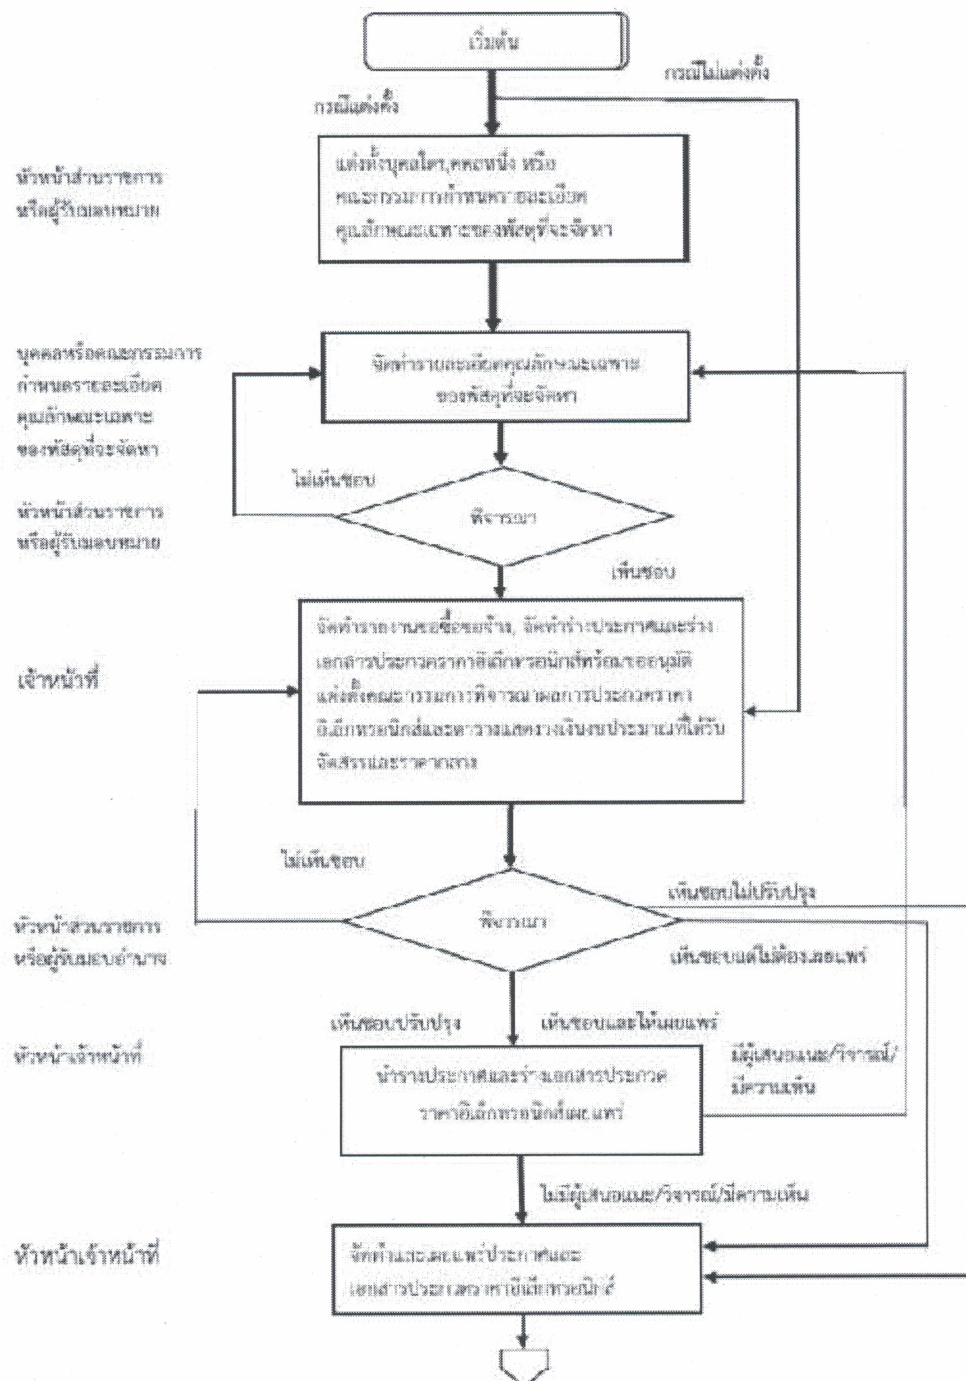 เริ่มต้น
กรณีไม่แต่งตั้ง
กรณีแต่งตั้ง
หัวหน้าส่วนราชการ
หรือผู้รับมอบหมาย
แต่งตั้งบุคคลใดบุคคลหนึ่ง หรือ
คณะกรรมการกำหนดรายละเอียด
คุณลักษณะเฉพาะของพัสดุที่จะจัดหา
บุคคลหรือคณะกรรมการ
กำหนดรายละเอียด
คุณลักษณะเฉพาะ
ของพัสดุที่จะจัดหา
จัดทำรายละเอียดคุณลักษณะเฉพาะ
ของพัสดุที่จะจัดหา
ไม่เห็นชอบ
หัวหน้าส่วนราชการ
หรือผู้รับมอบหมาย
พิจารณา
เห็นชอบ
เจ้าหน้าที่
จัดทำรายงานขอซื้อขอจ้าง, จัดทำร่างประกาศและร่าง
เอกสารประกวดราคาอิเล็กทรอนิกส์พร้อมขออนุมัติ
แต่งตั้งคณะกรรมการพิจารณาผลการประกวดราคา
อิเล็กทรอนิกส์และตารางแสดงวงเงินงบประมาณที่ได้รับ
จัดสรรและราคากลาง
ไม่เห็นชอบ
เห็นชอบไม่ปรับปรุง
หัวหน้าส่วนราชการ
หรือผู้รับมอบอำนาจ
พิจารณา
เห็นชอบแต่ไม่ต้องเผยแพร่
เห็นชอบปรับปรุง
เห็นชอบและให้เผยแพร่
หัวหน้าเจ้าหน้าที่
นำร่างประกาศและร่างเอกสารประกวด
ราคาอิเล็กทรอนิกส์เผยแพร่
มีผู้เสนอแนะ/วิจารณ์/
มีความเห็น
ไม่มีผู้เสนอแนะ/วิจารณ์/มีความเห็น
หัวหน้าเจ้าหน้าที่
จัดทำและเผยแพร่ประกาศและ
เอกสารประกวดราคาอิเล็กทรอนิกส์